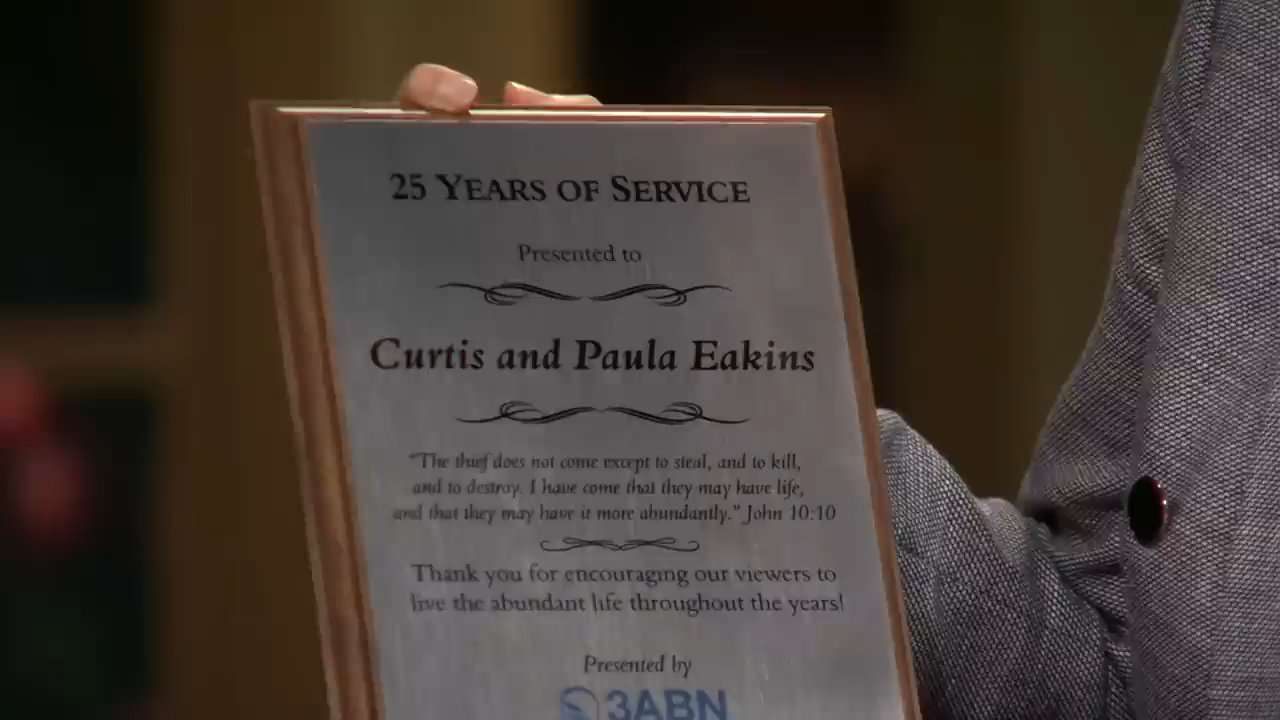 25 YEARS OF SERVICE
Presented to
Curtis and Paula Eakins
"The thief does not come except to steal, and to kill,
and to destroy. I have come that they may have life,
and that they may have it more abundantly." John 10:10
Thank you for encouraging our viewers to
live the abundant life throughout the years!
Presented by
3ABN